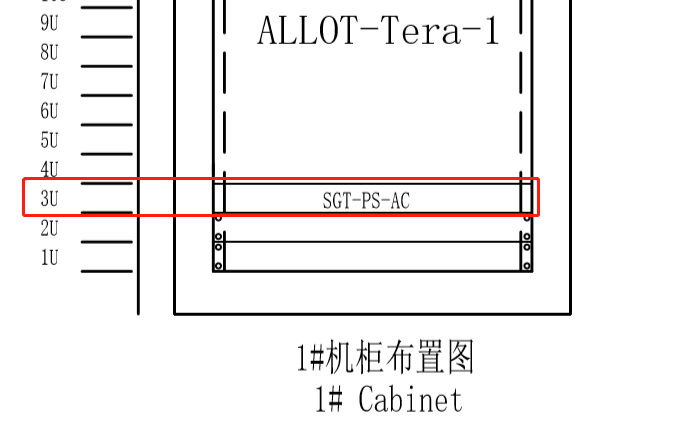 9U
ALLOT-Tera-1
8U
7U
6U
5U
4U
3U
SGT-PS-AC
2U
1U
1#机柜布置图
1# Cabinet